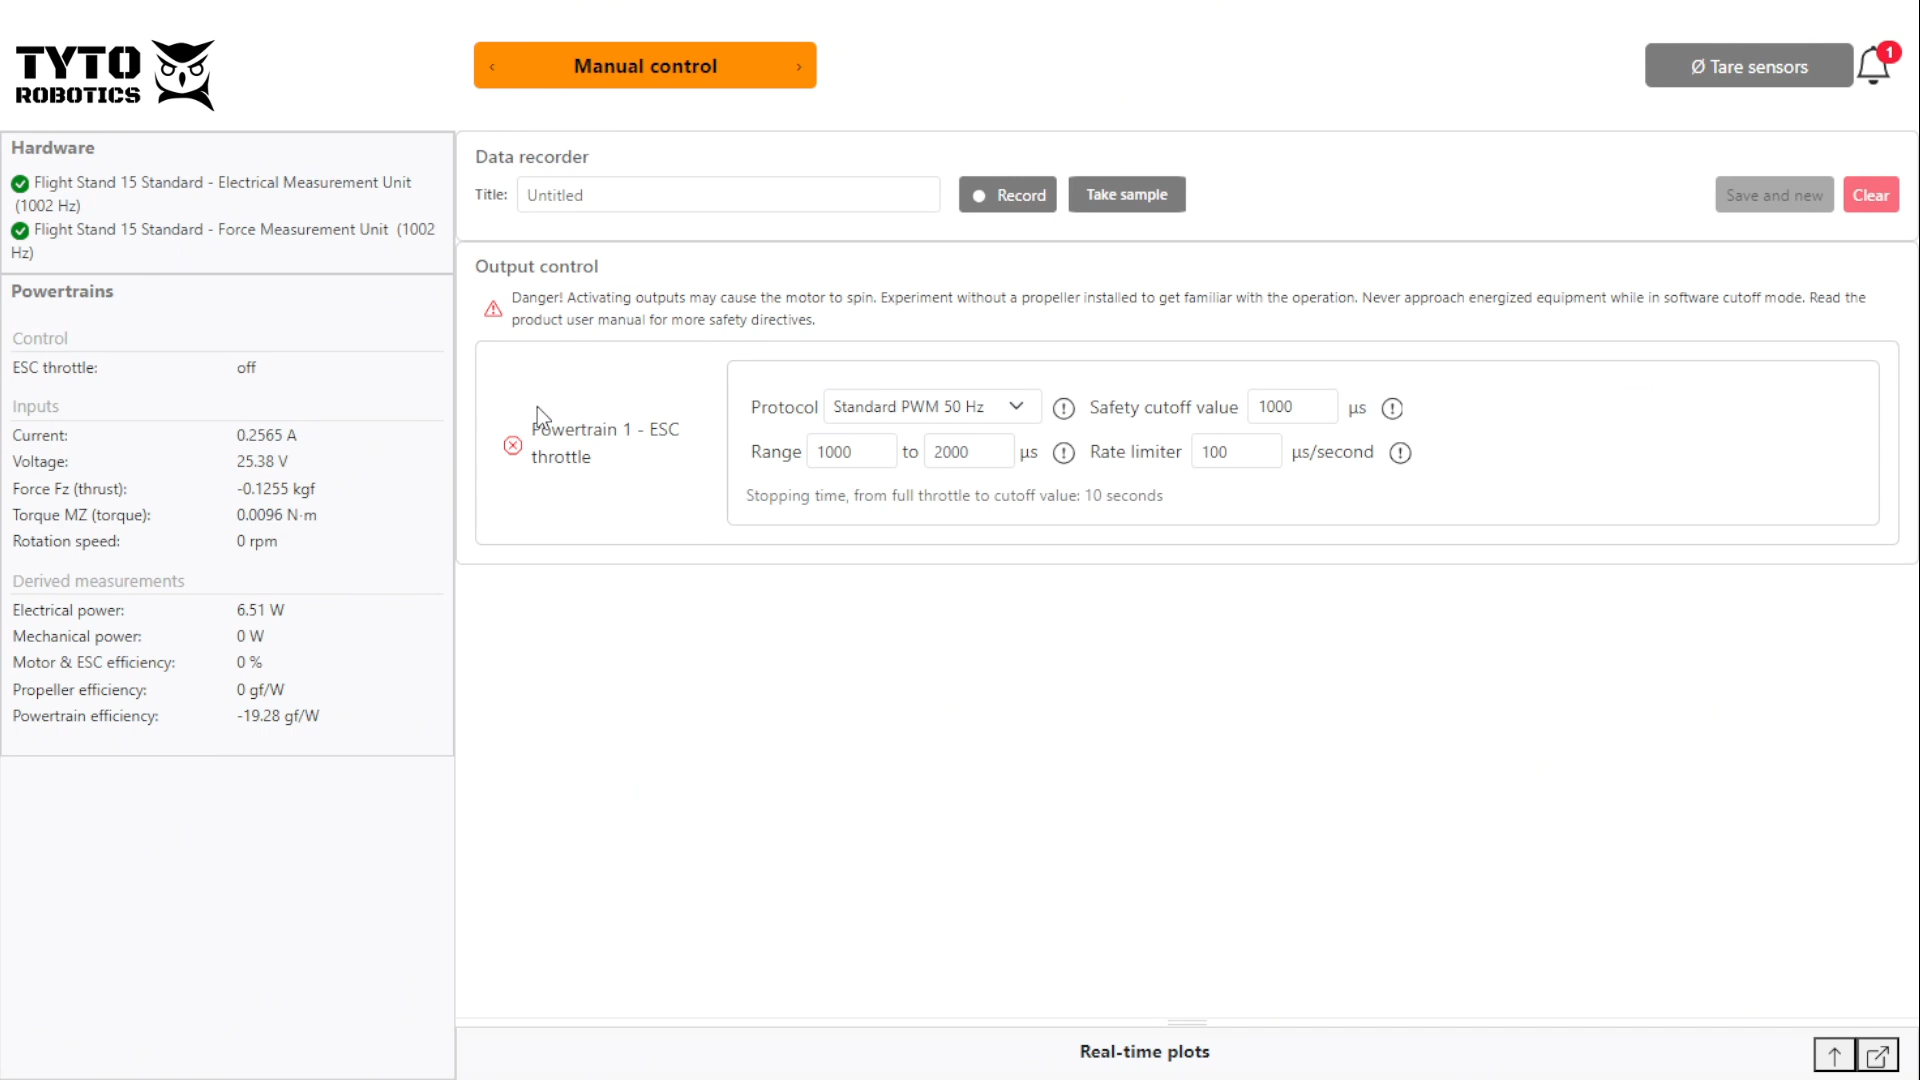 TYTO
ROBOTICS
‹ Manual control ›
Ø Tare sensors
1
Hardware
Flight Stand 15 Standard - Electrical Measurement Unit
(1002 Hz)
Flight Stand 15 Standard - Force Measurement Unit (1002
Hz)
Powertrains
Control
ESC throttle: off
Inputs
Current: 0.2565 A
Voltage: 25.38 V
Force Fz (thrust): -0.1255 kgf
Torque MZ (torque): 0.0096 N·m
Rotation speed: 0 rpm
Derived measurements
Electrical power: 6.51 W
Mechanical power: 0 W
Motor & ESC efficiency: 0 %
Propeller efficiency: 0 gf/W
Powertrain efficiency: -19.28 gf/W
Data recorder
Title: Untitled Record Take sample Save and new Clear
Output control
Danger! Activating outputs may cause the motor to spin. Experiment without a propeller installed to get familiar with the operation. Never approach energized equipment while in software cutoff mode. Read the
product user manual for more safety directives.
Powertrain 1 - ESC
throttle
Protocol Standard PWM 50 Hz Safety cutoff value 1000 µs
Range 1000 to 2000 µs Rate limiter 100 µs/second
Stopping time, from full throttle to cutoff value: 10 seconds
Real-time plots